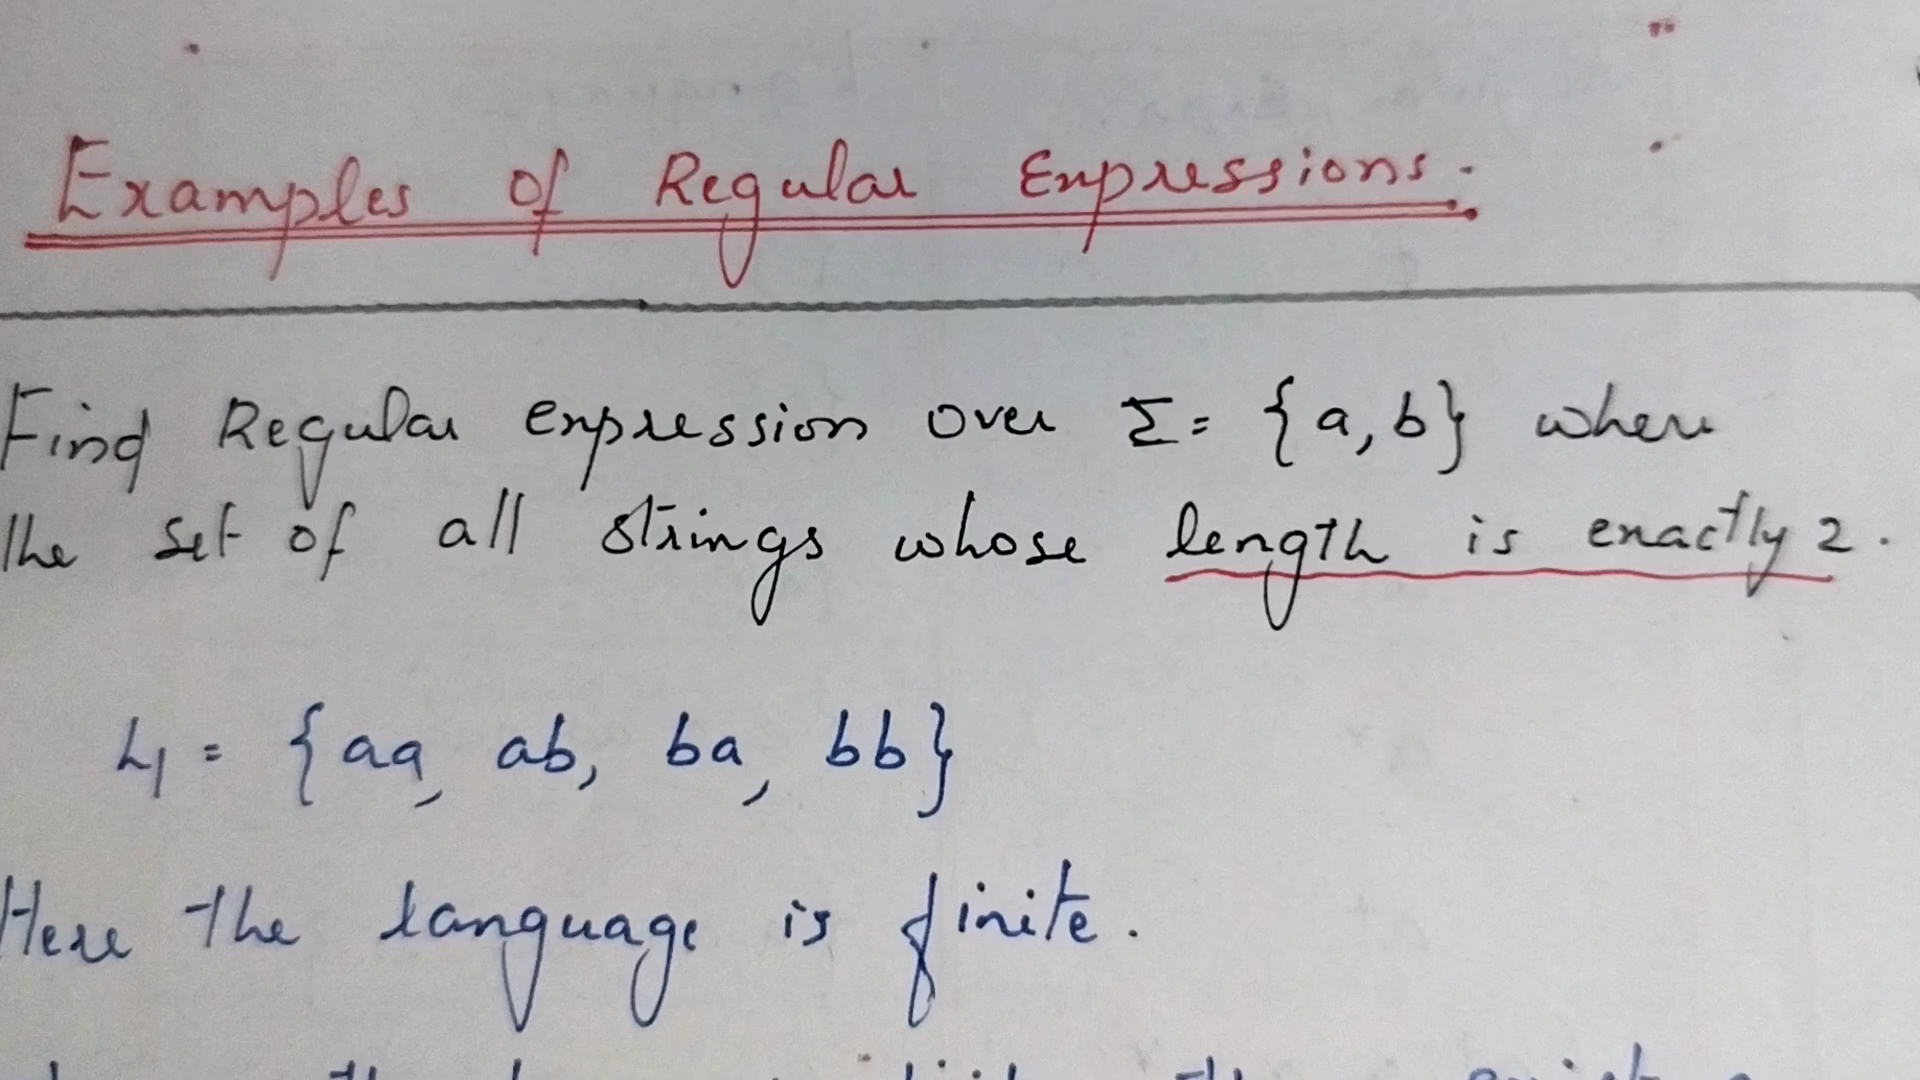 Examples of Regular Expressions.
Find Regular expression over Σ = {a, b} where
the set of all strings whose length is exactly 2.
L1 = {aa, ab, ba, bb}
Here the language is finite.